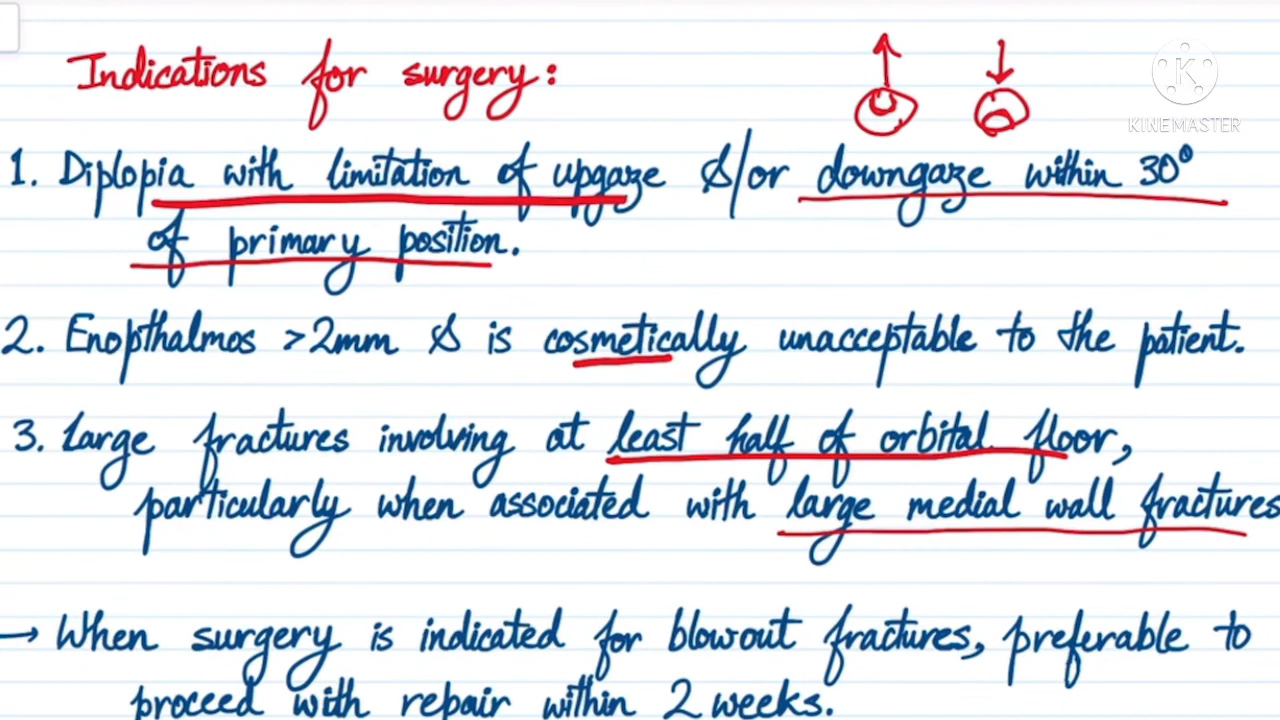 Indications for surgery:
KINEMASTER
1. Diplopia with limitation of upgaze &/or downgaze within 30°
of primary position.
2. Enopthalmos >2mm & is cosmetically unacceptable to the patient.
3. Large fractures involving at least half of orbital floor,
particularly when associated with large medial wall fractures
→ When surgery is indicated for blowout fractures, preferable to
proceed with repair within 2 weeks.